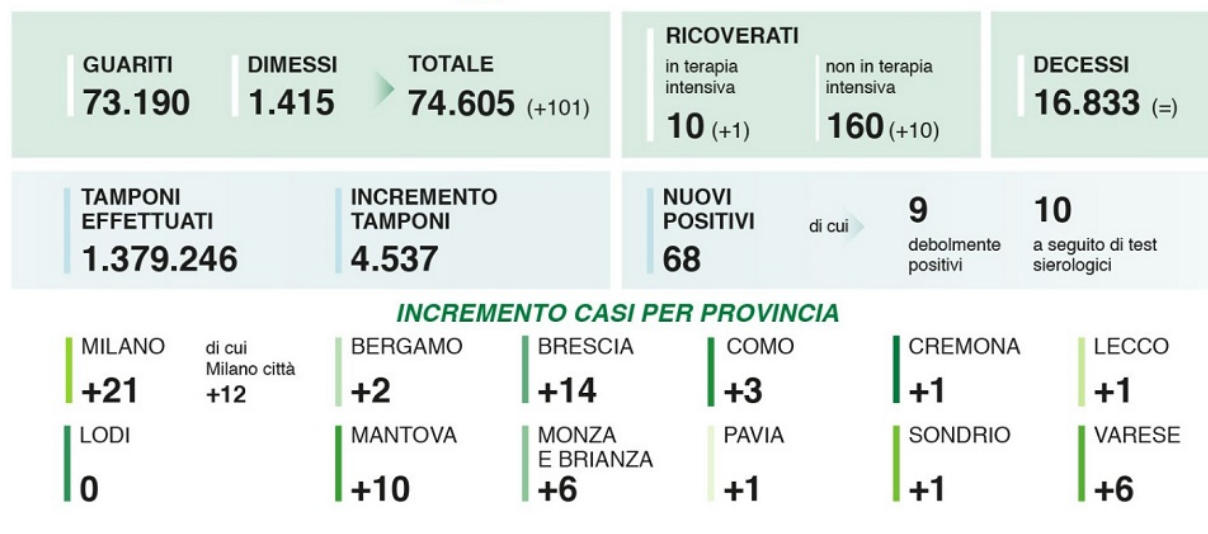 GUARITI
73.190
DIMESSI
1.415
TOTALE
74.605 (+101)
RICOVERATI
in terapia
intensiva
10 (+1)
non in terapia
intensiva
160 (+10)
DECESSI
16.833 (=)
TAMPONI
EFFETTUATI
1.379.246
INCREMENTO
TAMPONI
4.537
NUOVI
POSITIVI
68
di cui
9
debolmente
positivi
10
a seguito di test
sierologici
INCREMENTO CASI PER PROVINCIA
MILANO
+21
di cui
Milano città
+12
BERGAMO
+2
BRESCIA
+14
COMO
+3
CREMONA
+1
LECCO
+1
LODI
0
MANTOVA
+10
MONZA
E BRIANZA
+6
PAVIA
+1
SONDRIO
+1
VARESE
+6